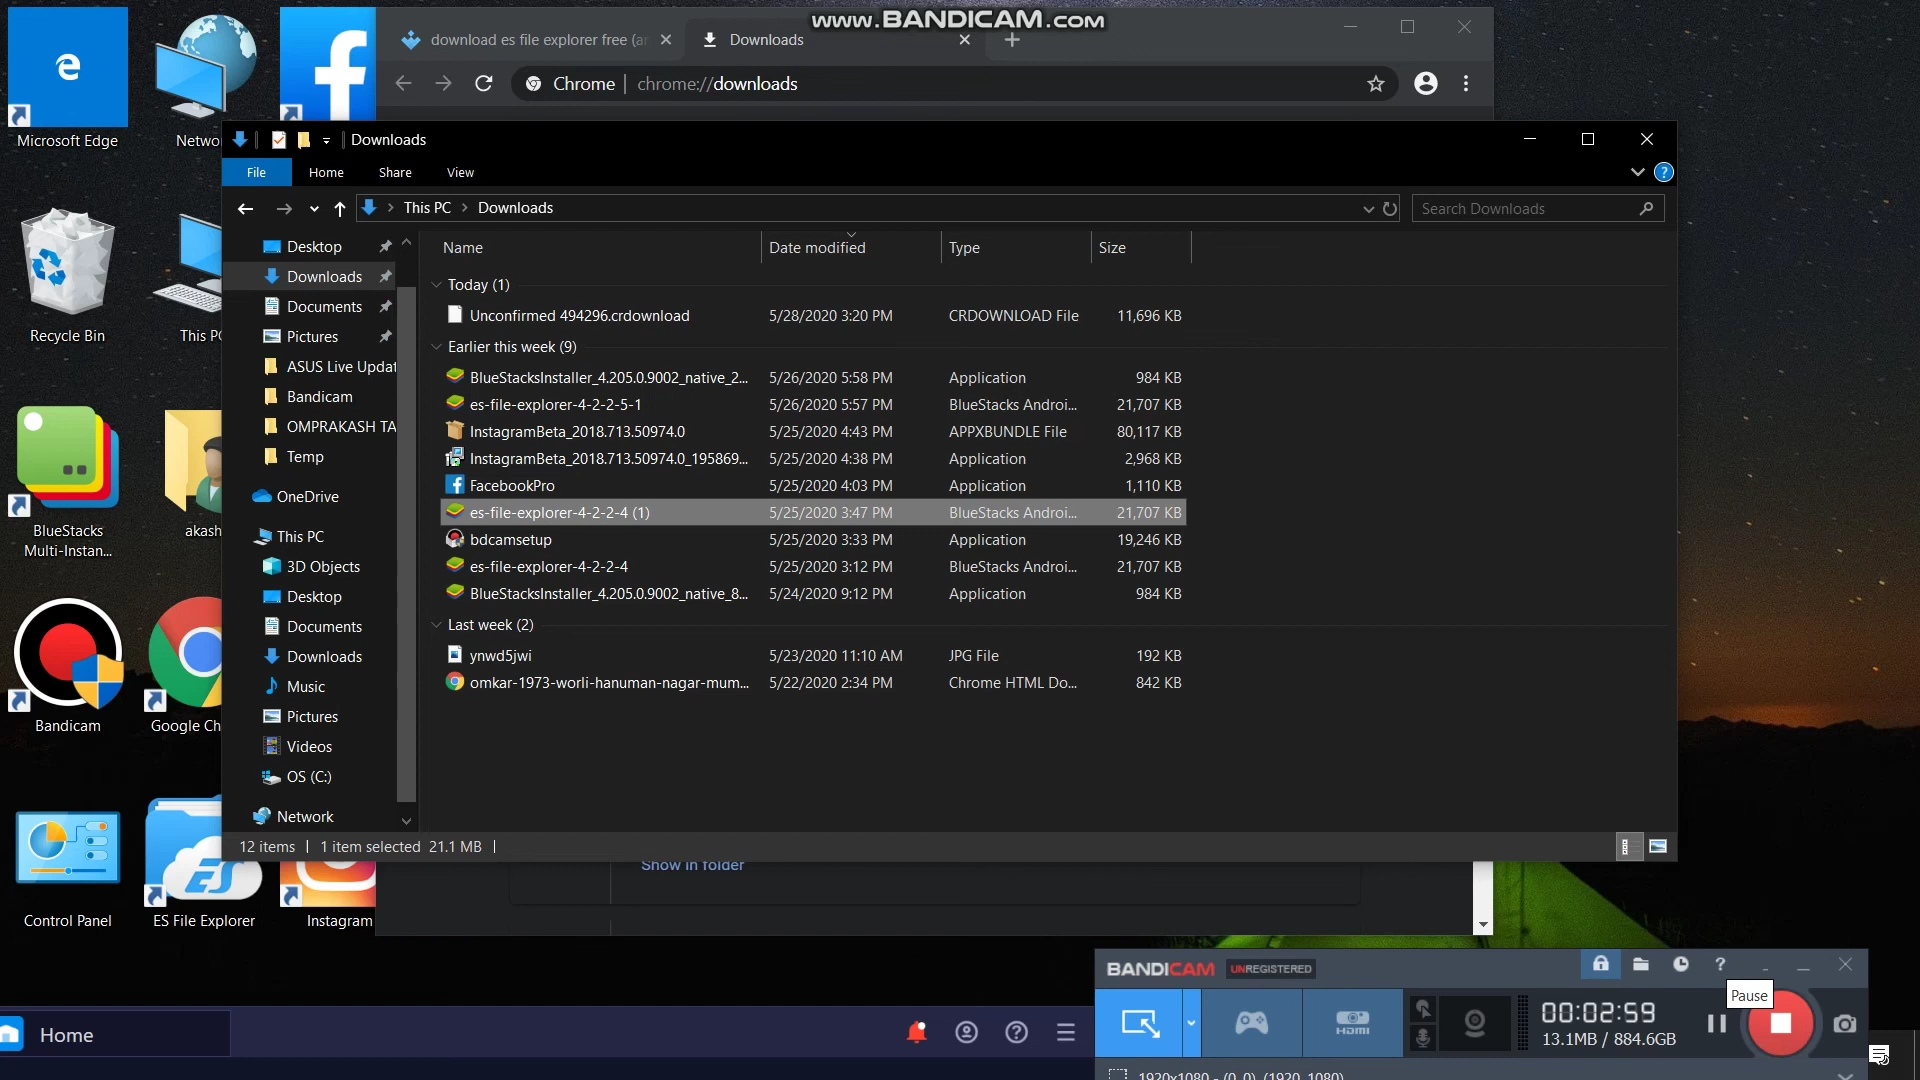 www.BANDICAM.com
download es file explorer free (an
Downloads
Chrome
chrome://downloads
Microsoft Edge
Netwo
Downloads
File
Home
Share
View
This PC
Downloads
Search Downloads
Desktop
Downloads
Documents
Pictures
ASUS Live Updat
Bandicam
OMPRAKASH TA
Temp
OneDrive
This PC
3D Objects
Desktop
Documents
Downloads
Music
Pictures
Videos
OS (C:)
Network
Name Date modified Type Size
Today (1)
Unconfirmed 494296.crdownload 5/28/2020 3:20 PM CRDOWNLOAD File 11,696 KB
Earlier this week (9)
BlueStacksInstaller_4.205.0.9002_native_2... 5/26/2020 5:58 PM Application 984 KB
es-file-explorer-4-2-2-5-1 5/26/2020 5:57 PM BlueStacks Androi... 21,707 KB
InstagramBeta_2018.713.50974.0 5/25/2020 4:43 PM APPXBUNDLE File 80,117 KB
InstagramBeta_2018.713.50974.0_195869... 5/25/2020 4:38 PM Application 2,968 KB
FacebookPro 5/25/2020 4:03 PM Application 1,110 KB
es-file-explorer-4-2-2-4 (1) 5/25/2020 3:47 PM BlueStacks Androi... 21,707 KB
bdcamsetup 5/25/2020 3:33 PM Application 19,246 KB
es-file-explorer-4-2-2-4 5/25/2020 3:12 PM BlueStacks Androi... 21,707 KB
BlueStacksInstaller_4.205.0.9002_native_8... 5/24/2020 9:12 PM Application 984 KB
Last week (2)
ynwd5jwi 5/23/2020 11:10 AM JPG File 192 KB
omkar-1973-worli-hanuman-nagar-mum... 5/22/2020 2:34 PM Chrome HTML Do... 842 KB
12 items
1 item selected 21.1 MB
Show in folder
Recycle Bin
This PC
BlueStacks
Multi-Instan...
akash
Bandicam
Google Ch
Control Panel
ES File Explorer
Instagram
Home
BANDICAM
UNREGISTERED
Pause
HDMI
00:02:59
13.1MB / 884.6GB
1920x1080 - (0, 0), (1920, 1080)